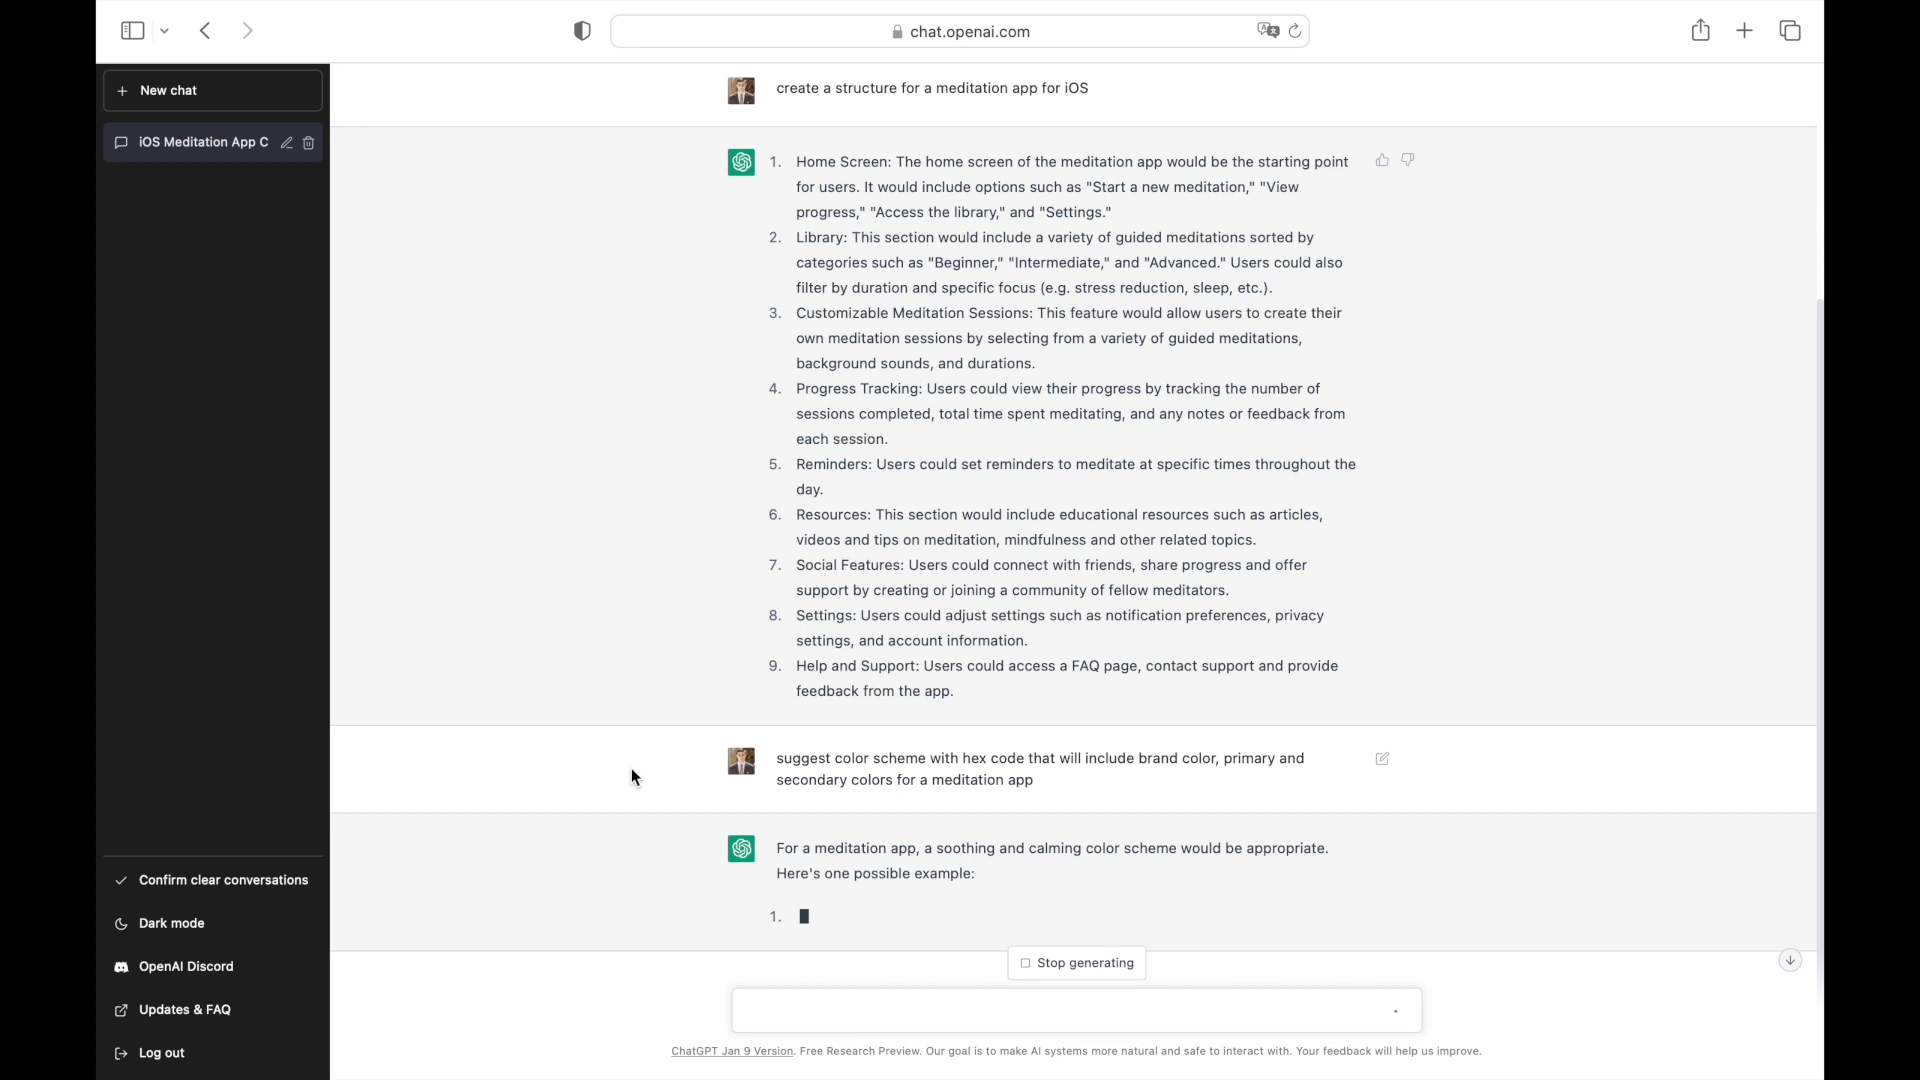 chat.openai.com
New chat
iOS Meditation App C
create a structure for a meditation app for iOS
1. Home Screen: The home screen of the meditation app would be the starting point
for users. It would include options such as "Start a new meditation," "View
progress," "Access the library," and "Settings."
2. Library: This section would include a variety of guided meditations sorted by
categories such as "Beginner," "Intermediate," and "Advanced." Users could also
filter by duration and specific focus (e.g. stress reduction, sleep, etc.).
3. Customizable Meditation Sessions: This feature would allow users to create their
own meditation sessions by selecting from a variety of guided meditations,
background sounds, and durations.
4. Progress Tracking: Users could view their progress by tracking the number of
sessions completed, total time spent meditating, and any notes or feedback from
each session.
5. Reminders: Users could set reminders to meditate at specific times throughout the
day.
6. Resources: This section would include educational resources such as articles,
videos and tips on meditation, mindfulness and other related topics.
7. Social Features: Users could connect with friends, share progress and offer
support by creating or joining a community of fellow meditators.
8. Settings: Users could adjust settings such as notification preferences, privacy
settings, and account information.
9. Help and Support: Users could access a FAQ page, contact support and provide
feedback from the app.
suggest color scheme with hex code that will include brand color, primary and
secondary colors for a meditation app
For a meditation app, a soothing and calming color scheme would be appropriate.
Here's one possible example:
1.
Stop generating
Confirm clear conversations
Dark mode
OpenAI Discord
Updates & FAQ
Log out
ChatGPT Jan 9 Version. Free Research Preview. Our goal is to make AI systems more natural and safe to interact with. Your feedback will help us improve.